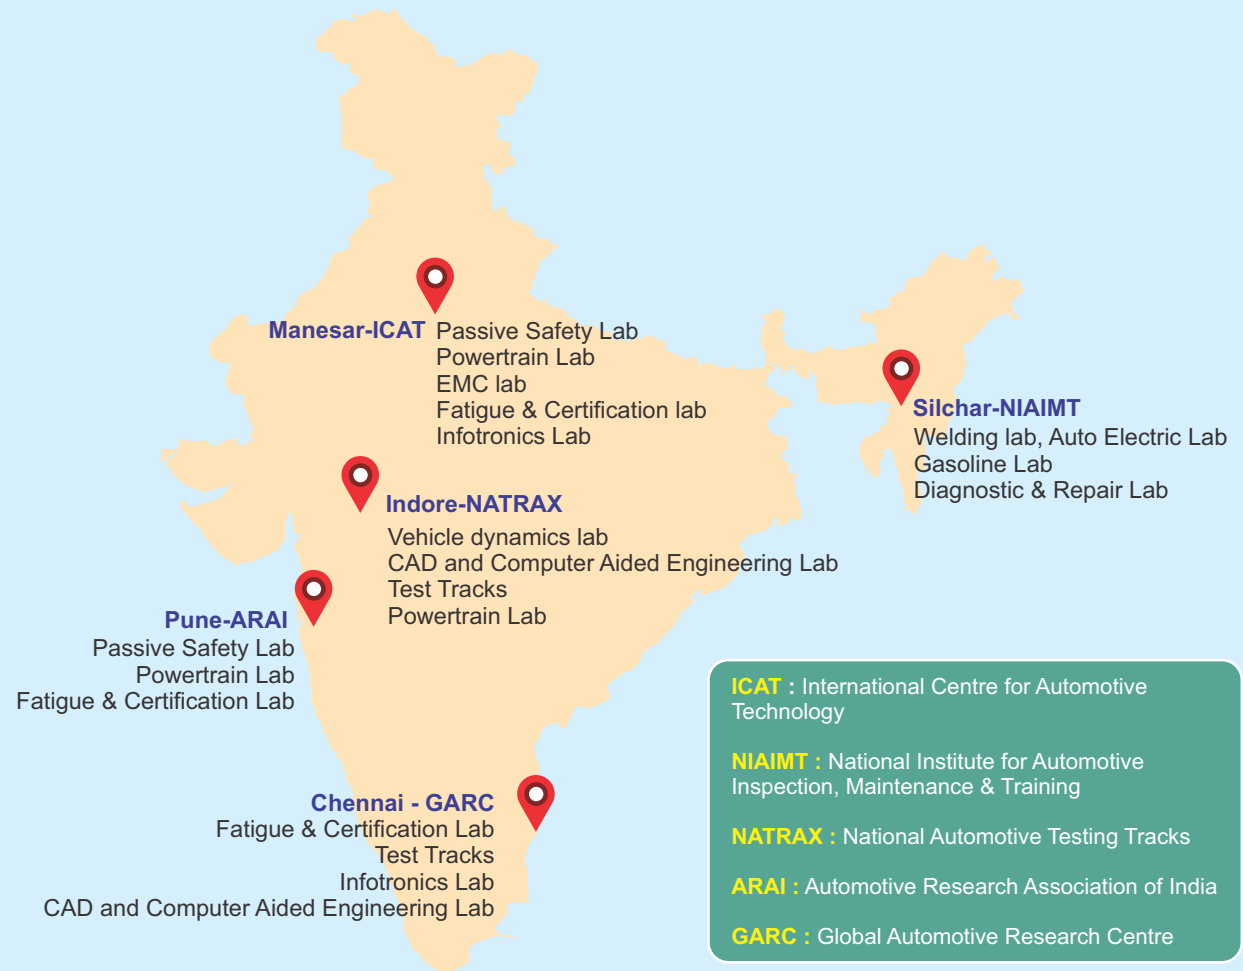 Manesar-ICAT
Passive Safety Lab
Powertrain Lab
EMC lab
Fatigue & Certification lab
Infotronics Lab
Silchar-NIAIMT
Welding lab, Auto Electric Lab
Gasoline Lab
Diagnostic & Repair Lab
Indore-NATRAX
Vehicle dynamics lab
CAD and Computer Aided Engineering Lab
Test Tracks
Powertrain Lab
Pune-ARAI
Passive Safety Lab
Powertrain Lab
Fatigue & Certification Lab
Chennai - GARC
Fatigue & Certification Lab
Test Tracks
Infotronics Lab
CAD and Computer Aided Engineering Lab
ICAT : International Centre for Automotive
Technology
NIAIMT : National Institute for Automotive
Inspection, Maintenance & Training
NATRAX : National Automotive Testing Tracks
ARAI : Automotive Research Association of India
GARC : Global Automotive Research Centre